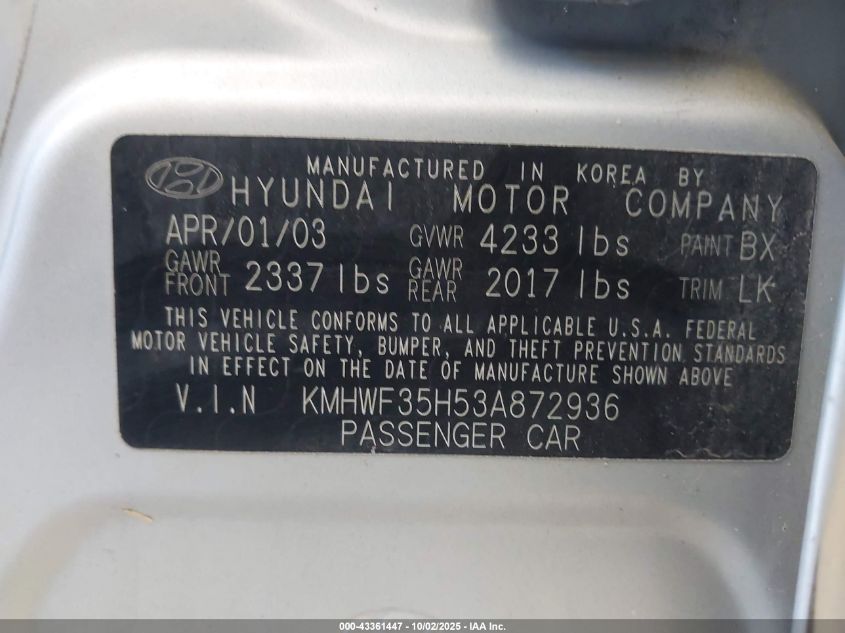 MANUFACTURED IN KOREA BY
HYUNDAI MOTOR COMPANY
APR/01/03 GVWR 4233 lbs PAINT BX
GAWR FRONT 2337 lbs GAWR REAR 2017 lbs TRIM LK
THIS VEHICLE CONFORMS TO ALL APPLICABLE U.S.A. FEDERAL
MOTOR VEHICLE SAFETY, BUMPER, AND THEFT PREVENTION STANDARDS
IN EFFECT ON THE DATE OF MANUFACTURE SHOWN ABOVE
V.I.N KMHWF35H53A872936
PASSENGER CAR
000-43361447 - 10/02/2025 - IAA Inc.